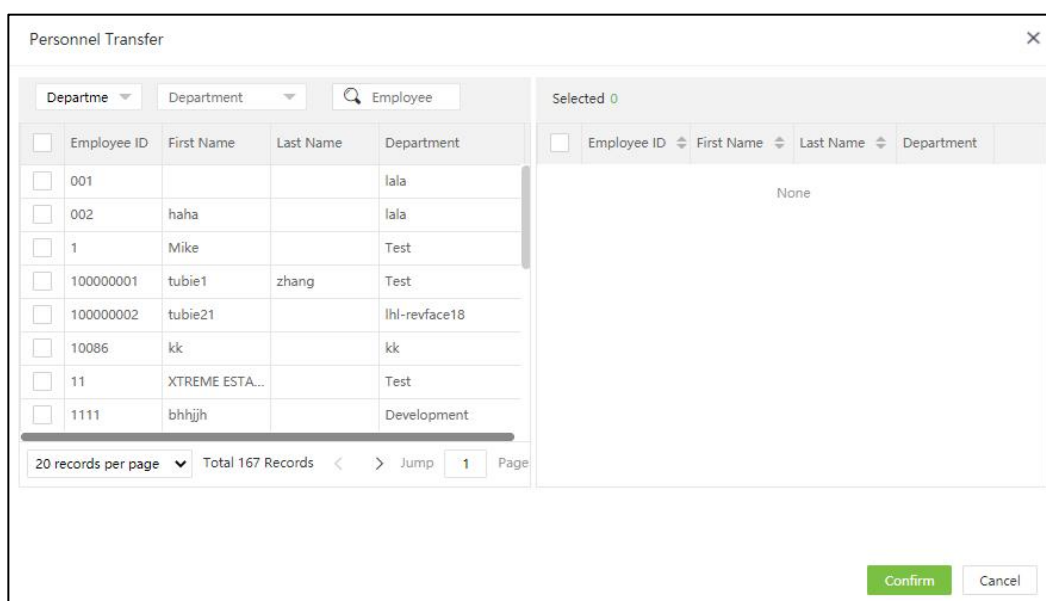 Personnel Transfer
Departme Department Employee
Selected 0
Employee ID First Name Last Name Department
Employee ID First Name Last Name Department
001 lala
None
002 haha lala
1 Mike Test
100000001 tubie1 zhang Test
100000002 tubie21 lhl-revface18
10086 kk kk
11 XTREME ESTA... Test
1111 bhhjjh Development
20 records per page Total 167 Records < > Jump 1 Page
Confirm Cancel